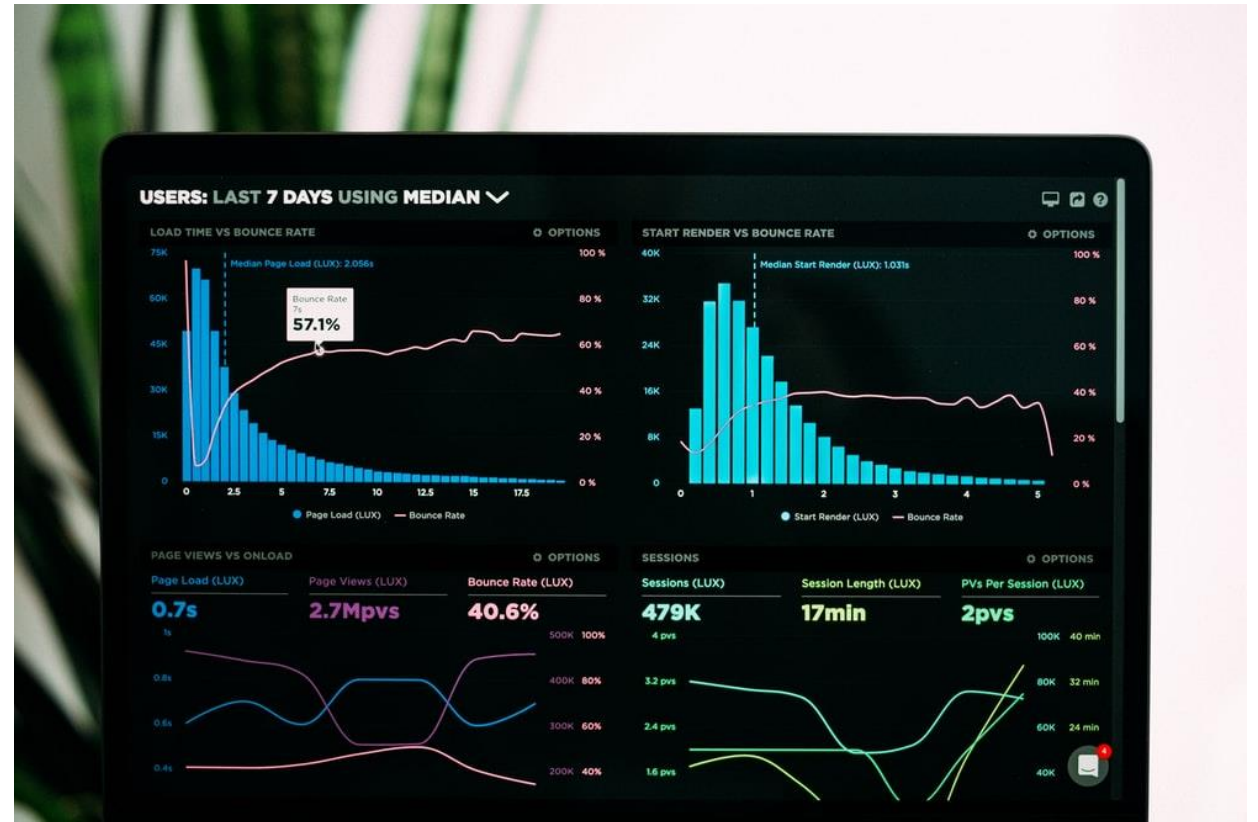 USERS: LAST 7 DAYS USING MEDIAN
LOAD TIME VS BOUNCE RATE
OPTIONS
75K
60K
45K
30K
15K
0
Median Page Load (LUX): 2.056s
Bounce Rate
7s
57.1%
100 %
80 %
60 %
40 %
20 %
0 %
0 2.5 5 7.5 10 12.5 15 17.5
Page Load (LUX) Bounce Rate
START RENDER VS BOUNCE RATE
OPTIONS
40K
32K
24K
16K
8K
0
Median Start Render (LUX): 1.031s
100 %
80 %
60 %
40 %
20 %
0 %
0 1 2 3 4 5
Start Render (LUX) Bounce Rate
PAGE VIEWS VS ONLOAD
OPTIONS
Page Load (LUX) Page Views (LUX) Bounce Rate (LUX)
0.7s 2.7Mpvs 40.6%
1s
0.8s
0.6s
0.4s
500K 100%
400K 80%
300K 60%
200K 40%
SESSIONS
OPTIONS
Sessions (LUX) Session Length (LUX) PVs Per Session (LUX)
479K 17min 2pvs
4 pvs
3.2 pvs
2.4 pvs
1.6 pvs
100K 40 min
80K 32 min
60K 24 min
40K
4